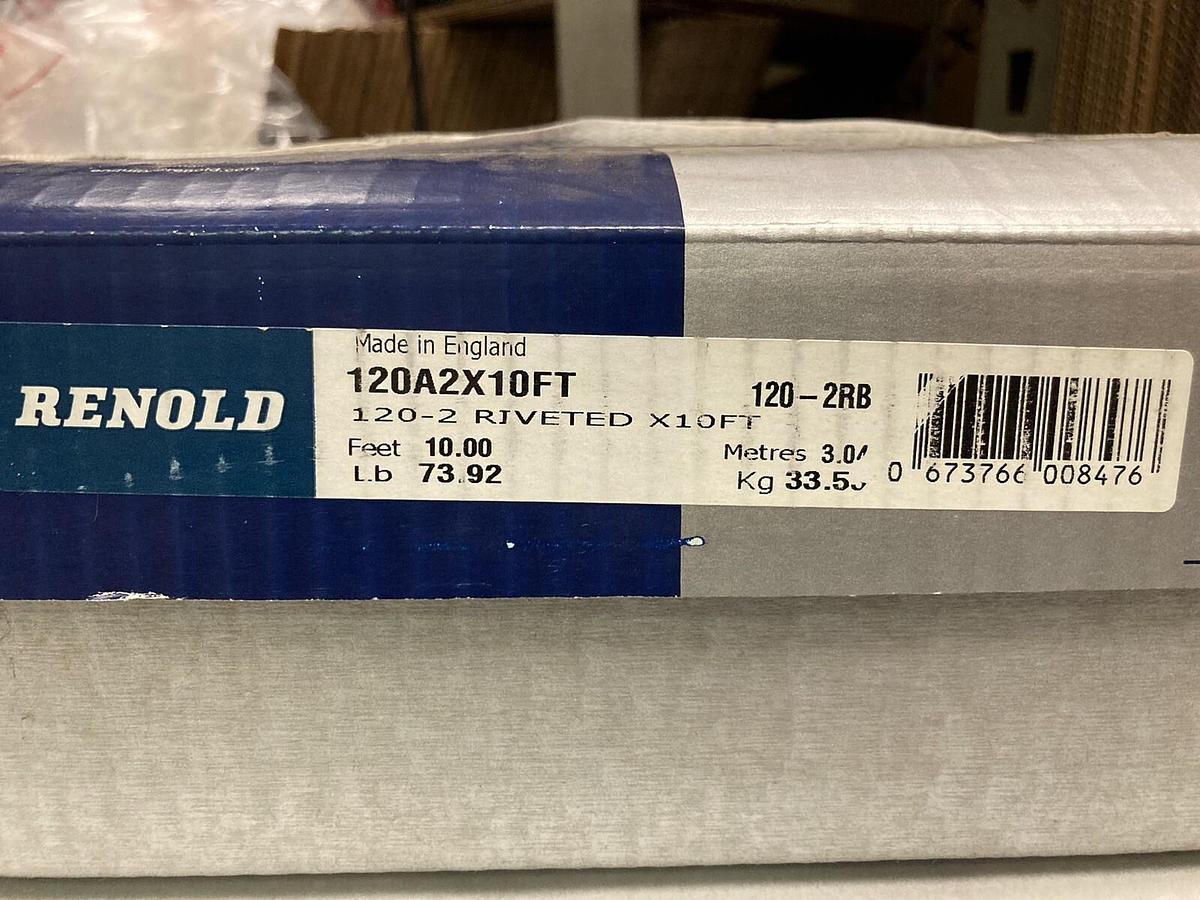 RENOLD
Made in England
120A2X10FT 120-2RB
120-2 RIVETED X10FT
Feet 10.00 Metres
Lb 73.92 Kg
0 673766 008476